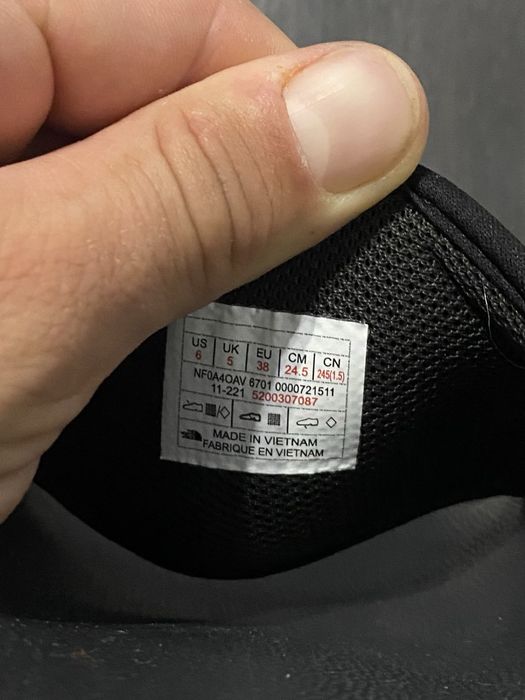 US UK EU CM CN
6 5 38 24.5 245(1.5)
NF0A4OAV 6701 0000721511
11-221 5200307087
MADE IN VIETNAM
FABRIQUE EN VIETNAM